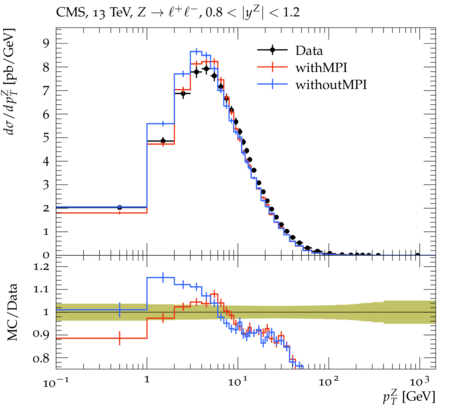 CMS, 13 TeV, Z → ℓ⁺ℓ⁻, 0.8 < |y^Z| < 1.2
dσ/dp_T^Z [pb/GeV]
9
8
7
6
5
4
3
2
1
0
Data
withMPI
withoutMPI
MC/Data
1.2
1.1
1
0.9
0.8
10⁻¹ 1 10¹ 10² 10³
p_T^Z [GeV]